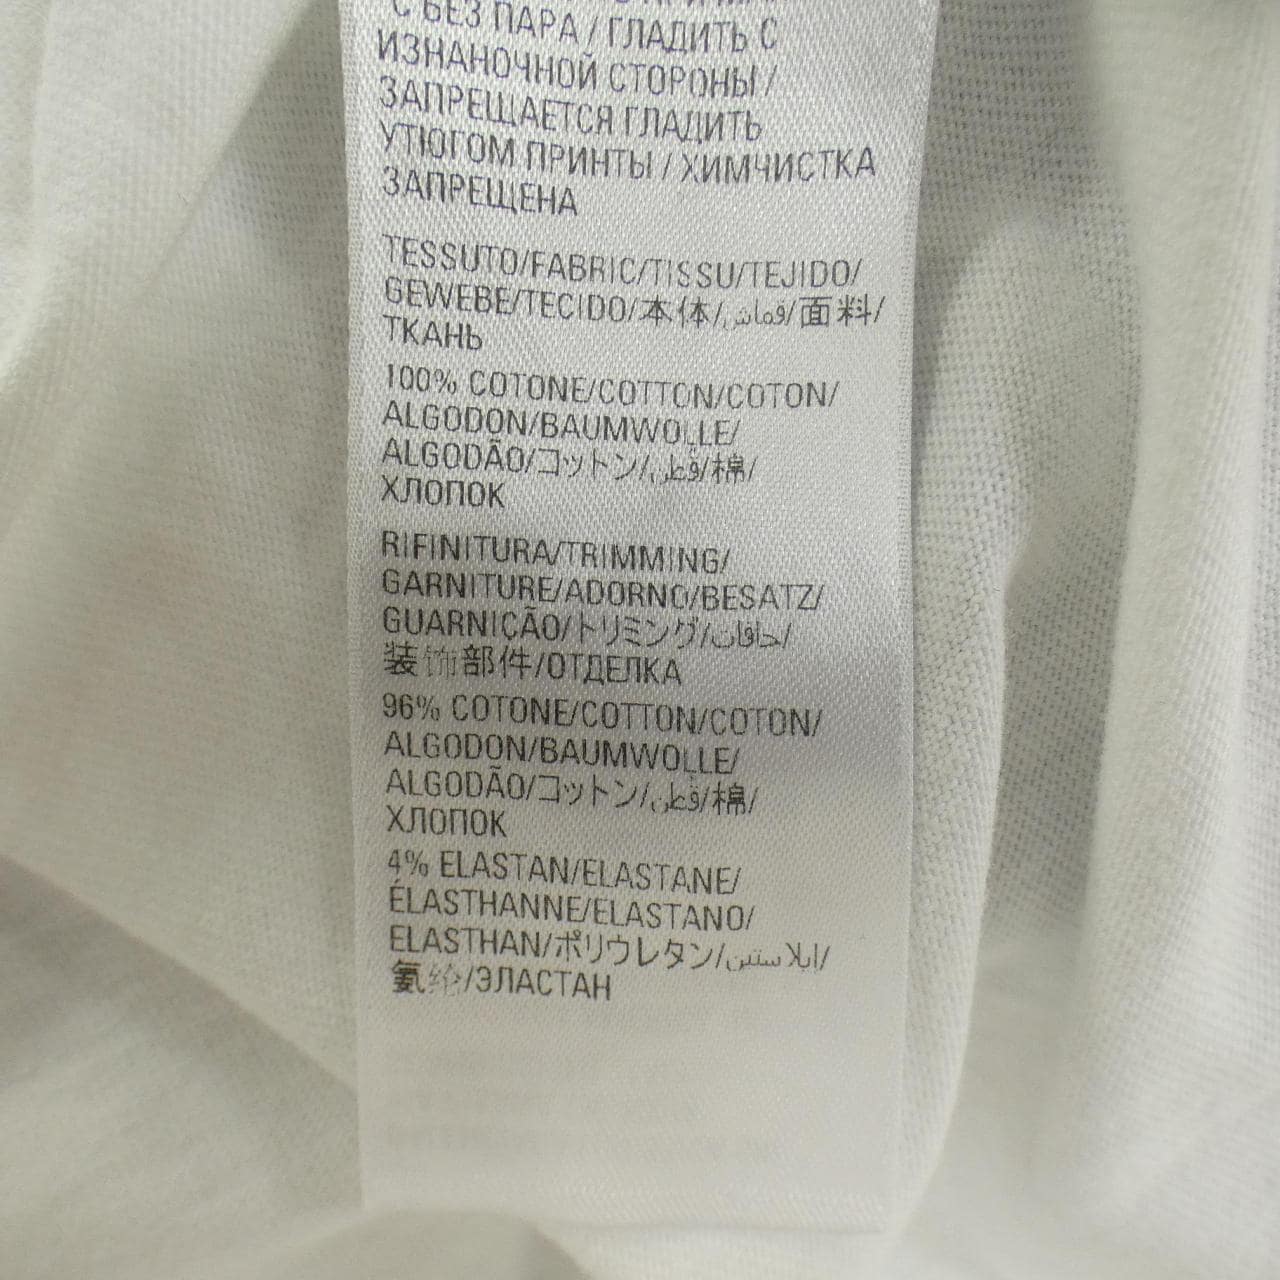 С БЕЗ ПАРА / ГЛАДИТЬ С
ИЗНАНОЧНОЙ СТОРОНЫ /
ЗАПРЕЩАЕТСЯ ГЛАДИТЬ
УТЮГОМ ПРИНТЫ / ХИМЧИСТКА
ЗАПРЕЩЕНА
TESSUTO/FABRIC/TISSU/TEJIDO/
GEWEBE/TECIDO/本体/قماش/面料/
ТКАНЬ
100% COTONE/COTTON/COTON/
ALGODON/BAUMWOLLE/
ALGODÃO/コットン/قطن/棉/
ХЛОПОК
RIFINITURA/TRIMMING/
GARNITURE/ADORNO/BESATZ/
GUARNIÇÃO/トリミング/حافات/
装饰部件/ОТДЕЛКА
96% COTONE/COTTON/COTON/
ALGODON/BAUMWOLLE/
ALGODÃO/コットン/قطن/棉/
ХЛОПОК
4% ELASTAN/ELASTANE/
ÉLASTHANNE/ELASTANO/
ELASTHAN/ポリウレタン/ايلاستين/
氨纶/ЭЛАСТАН